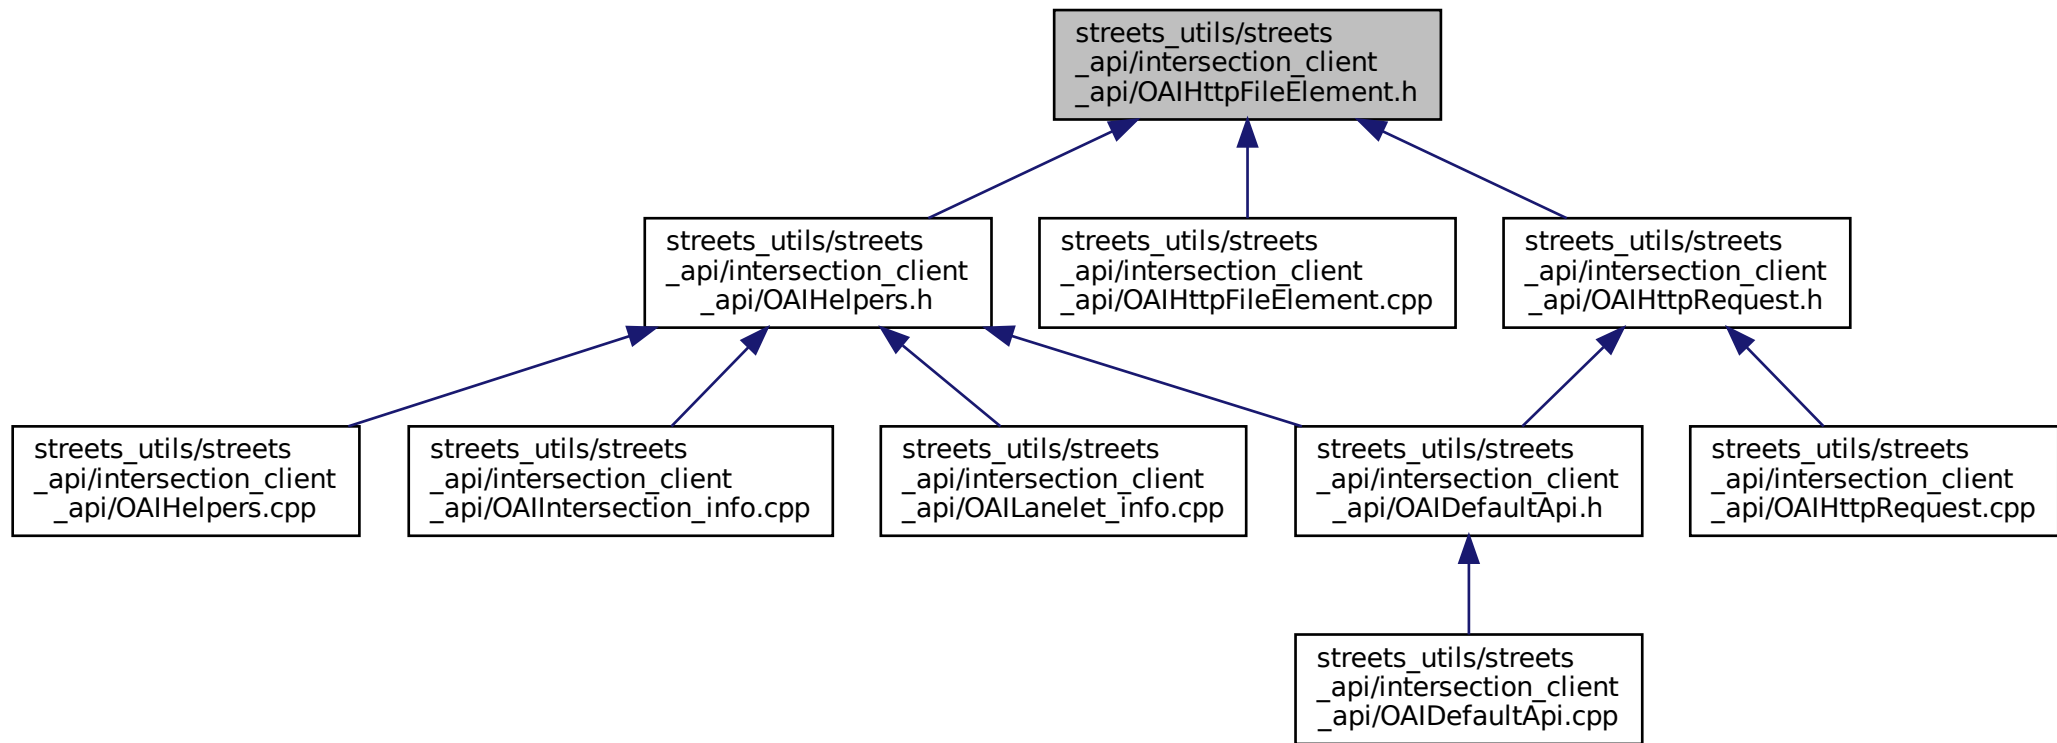 streets_utils/streets
_api/intersection_client
_api/OAIHttpFileElement.h
streets_utils/streets
_api/intersection_client
_api/OAIHelpers.h
streets_utils/streets
_api/intersection_client
_api/OAIHttpFileElement.cpp
streets_utils/streets
_api/intersection_client
_api/OAIHttpRequest.h
streets_utils/streets
_api/intersection_client
_api/OAIHelpers.cpp
streets_utils/streets
_api/intersection_client
_api/OAIIntersection_info.cpp
streets_utils/streets
_api/intersection_client
_api/OAILanelet_info.cpp
streets_utils/streets
_api/intersection_client
_api/OAIDefaultApi.h
streets_utils/streets
_api/intersection_client
_api/OAIHttpRequest.cpp
streets_utils/streets
_api/intersection_client
_api/OAIDefaultApi.cpp